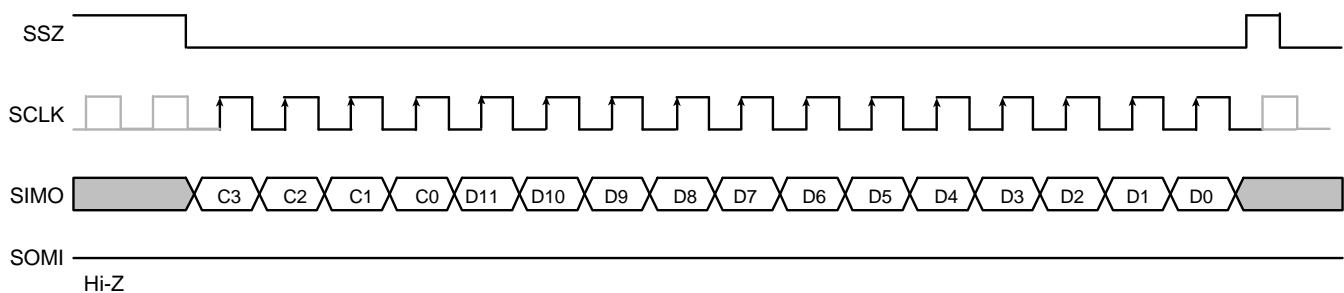 SSZ
SCLK
SIMO C3 C2 C1 C0 D11 D10 D9 D8 D7 D6 D5 D4 D3 D2 D1 D0
SOMI
Hi-Z